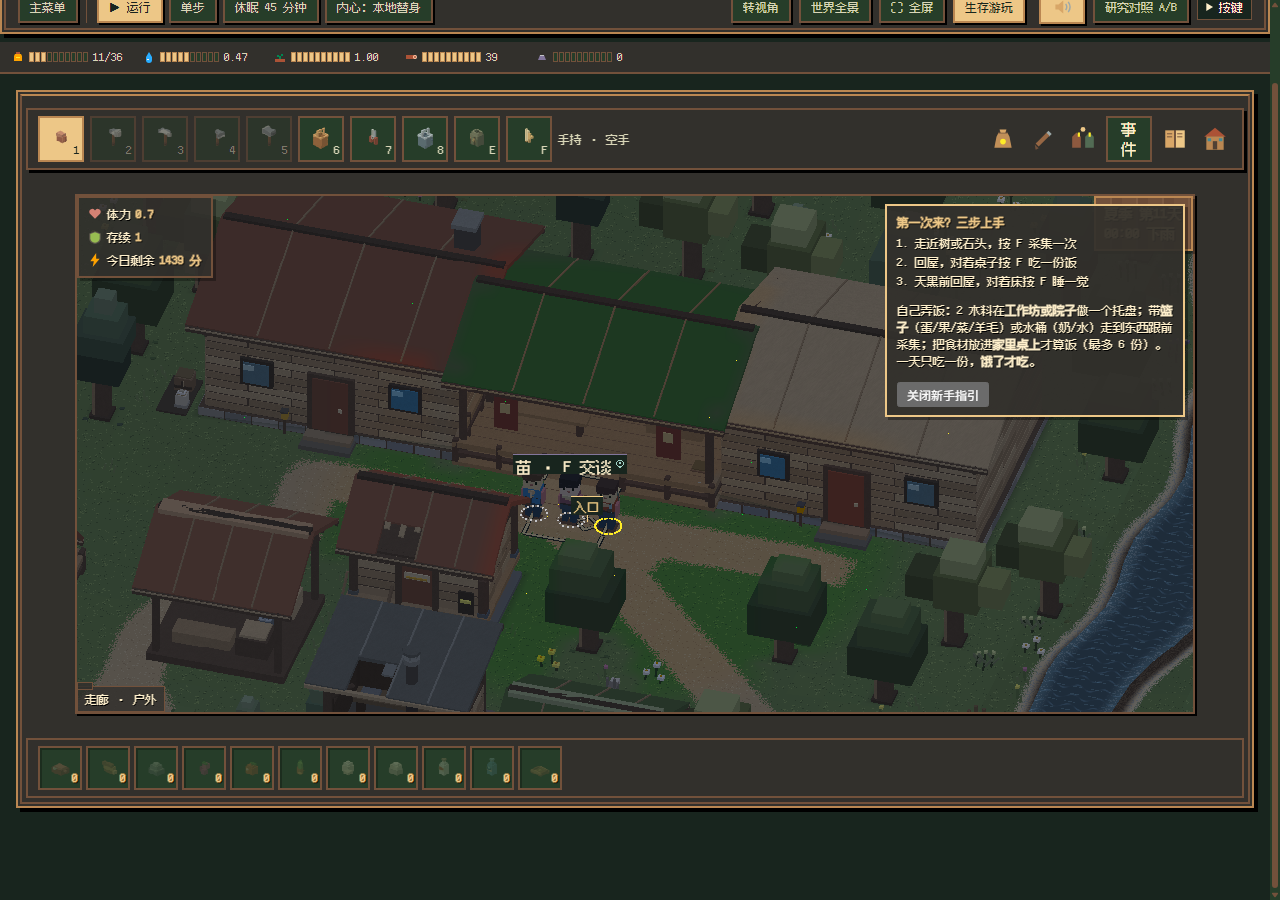 主菜单
▶ 运行
单步
休眠 45 分钟
内心：本地替身
转视角
世界全景
全屏
生存游玩
研究对照 A/B
▶ 按键
11/36
0.47
1.00
39
0
1
2
3
4
5
6
7
8
E
F
手持 · 空手
事件
体力 0.7
存续 1
今日剩余 1439 分
第一次来？三步上手
1. 走近树或石头，按 F 采集一次
2. 回屋，对着桌子按 F 吃一份饭
3. 天黑前回屋，对着床按 F 睡一觉
自己弄饭：2 木料在工作坊或院子做一个托盘；带篮
子（蛋/果/菜/羊毛）或水桶（奶/水）走到东西跟前
采集；把食材放进家里桌上才算饭（最多 6 份）。
一天只吃一份，饿了才吃。
关闭新手指引
苗 · F 交谈
入口
走廊 · 户外
0
0
0
0
0
0
0
0
0
0
0